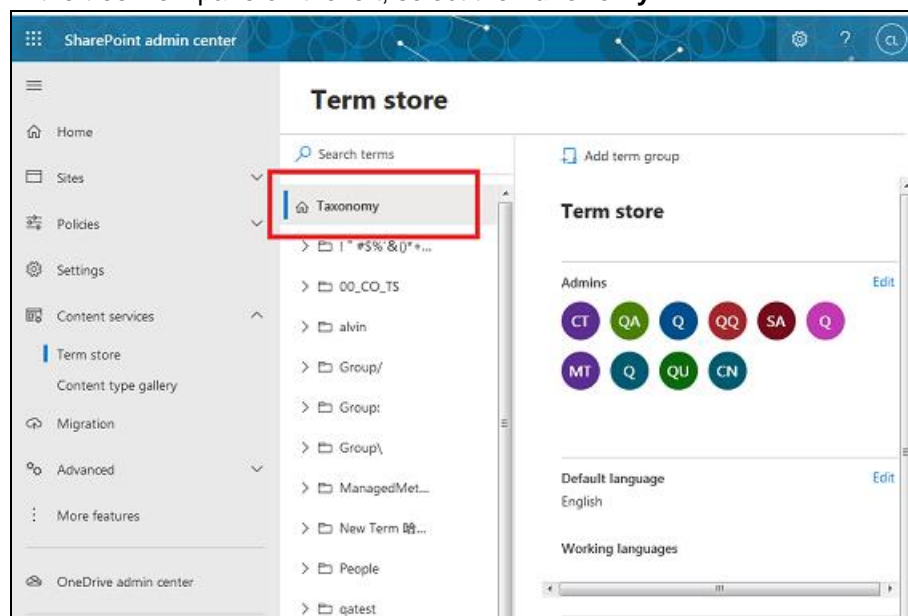 SharePoint admin center
?
CL
Home
Sites
Policies
Settings
Content services
Term store
Content type gallery
Migration
Advanced
More features
OneDrive admin center
Term store
Search terms
Taxonomy
! " #$%'&()*+...
00_CO_TS
alvin
Group/
Group:
Group\
ManagedMet...
New Term 哈...
People
qatest
Add term group
Term store
Admins
Edit
CT QA Q QQ SA Q
MT Q QU CN
Default language
Edit
English
Working languages